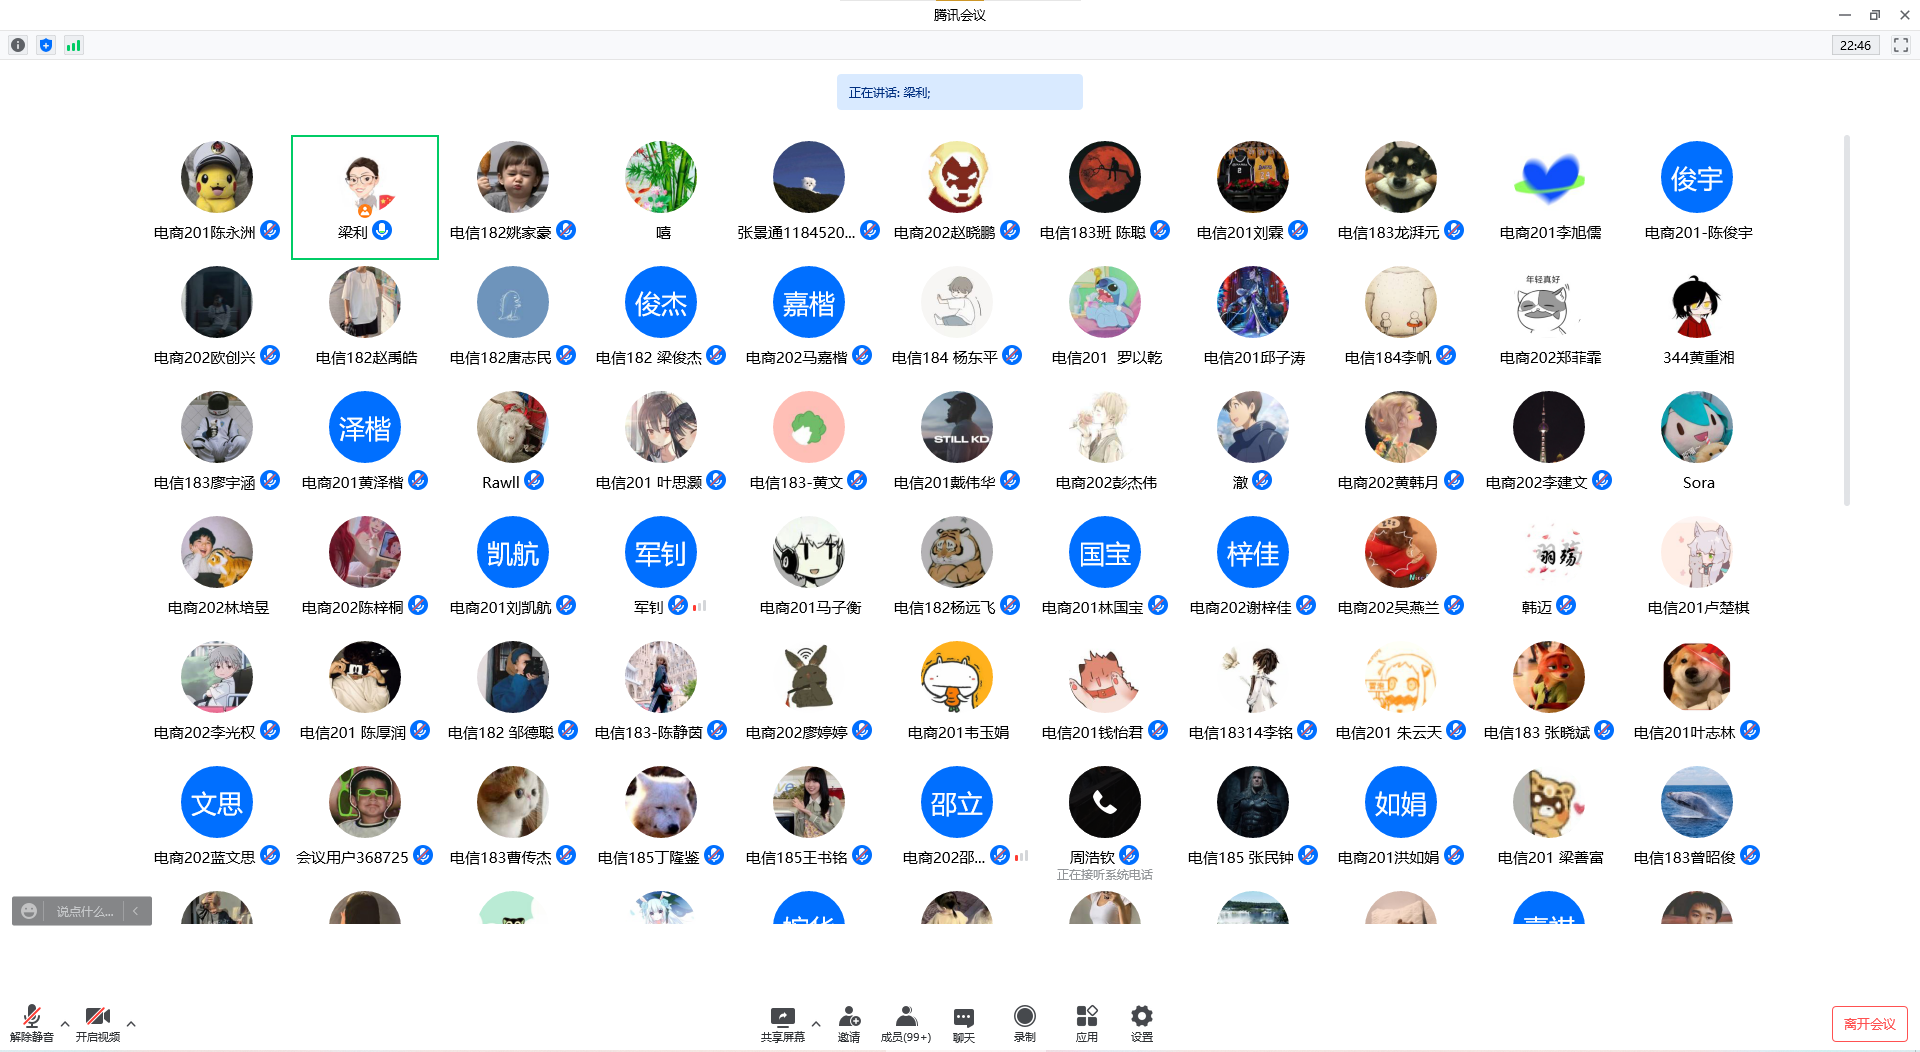 腾讯会议
22:46
正在讲话: 梁利;
俊宇
电商201陈永洲
梁利
电信182姚家豪
嘻
张景通1184520...
电商202赵晓鹏
电信183班 陈聪
电信201刘霖
电信183龙湃元
电商201李旭儒
电商201-陈俊宇
俊杰
嘉楷
年轻真好
电商202欧创兴
电信182赵禹皓
电信182唐志民
电信182 梁俊杰
电商202马嘉楷
电信184 杨东平
电信201 罗以乾
电信201邱子涛
电信184李帆
电商202郑菲霏
344黄重湘
泽楷
STILL KD
电信183廖宇涵
电商201黄泽楷
Rawll
电信201 叶思灏
电信183-黄文
电信201戴伟华
电商202彭杰伟
澈
电商202黄韩月
电商202李建文
Sora
凯航
军钊
国宝
梓佳
羽殇
电商202林培昱
电商202陈梓桐
电商201刘凯航
军钊
电商201马子衡
电信182杨远飞
电商201林国宝
电商202谢梓佳
电商202吴燕兰
韩迈
电信201卢楚棋
电商202李光权
电信201 陈厚润
电信182 邹德聪
电信183-陈静茵
电商202廖婷婷
电商201韦玉娟
电信201钱怡君
电信18314李铭
电信201 朱云天
电信183 张晓斌
电信201叶志林
文思
邵立
如娟
电商202蓝文思
会议用户368725
电信183曹传杰
电信185丁隆鉴
电信185王书铭
电商202邵...
周浩钦
电信185 张民钟
电商201洪如娟
电信201 梁善富
电信183曾昭俊
正在接听系统电话
说点什么...
解除静音
开启视频
共享屏幕
邀请
成员(99+)
聊天
录制
应用
设置
离开会议